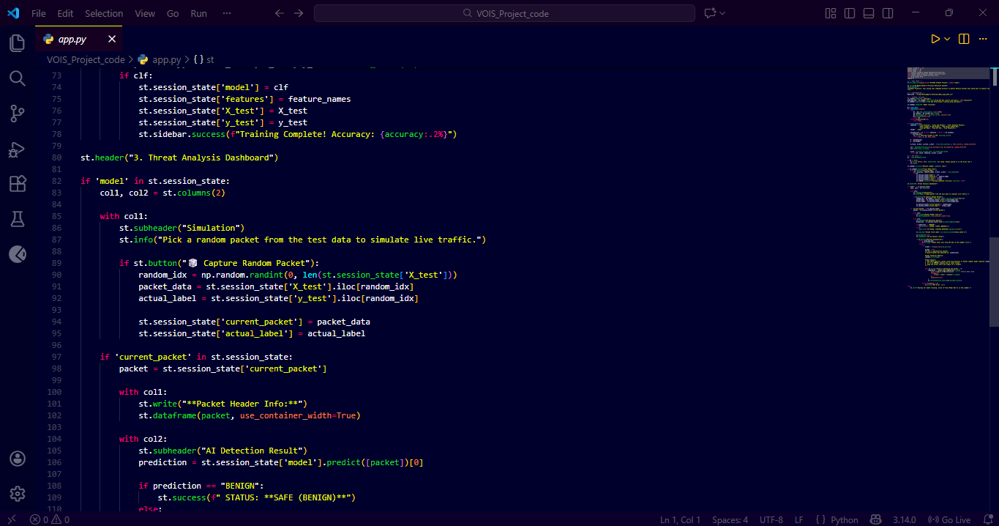 File Edit Selection View Go Run ··· VOIS_Project_code
app.py
VOIS_Project_code > app.py > {} st
73 if clf:
74 st.session_state['model'] = clf
75 st.session_state['features'] = feature_names
76 st.session_state['X_test'] = X_test
77 st.session_state['y_test'] = y_test
78 st.sidebar.success(f"Training Complete! Accuracy: {accuracy:.2%}")
79
80 st.header("3. Threat Analysis Dashboard")
81
82 if 'model' in st.session_state:
83 col1, col2 = st.columns(2)
84
85 with col1:
86 st.subheader("Simulation")
87 st.info("Pick a random packet from the test data to simulate live traffic.")
88
89 if st.button("🎲 Capture Random Packet"):
90 random_idx = np.random.randint(0, len(st.session_state['X_test']))
91 packet_data = st.session_state['X_test'].iloc[random_idx]
92 actual_label = st.session_state['y_test'].iloc[random_idx]
93
94 st.session_state['current_packet'] = packet_data
95 st.session_state['actual_label'] = actual_label
96
97 if 'current_packet' in st.session_state:
98 packet = st.session_state['current_packet']
99
100 with col1:
101 st.write("**Packet Header Info:**")
102 st.dataframe(packet, use_container_width=True)
103
104 with col2:
105 st.subheader("AI Detection Result")
106 prediction = st.session_state['model'].predict([packet])[0]
107
108 if prediction == "BENIGN":
109 st.success(f" STATUS: **SAFE (BENIGN)**")
110 else:
0 0 Ln 1, Col 1 Spaces: 4 UTF-8 LF {} Python 3.14.0 Go Live